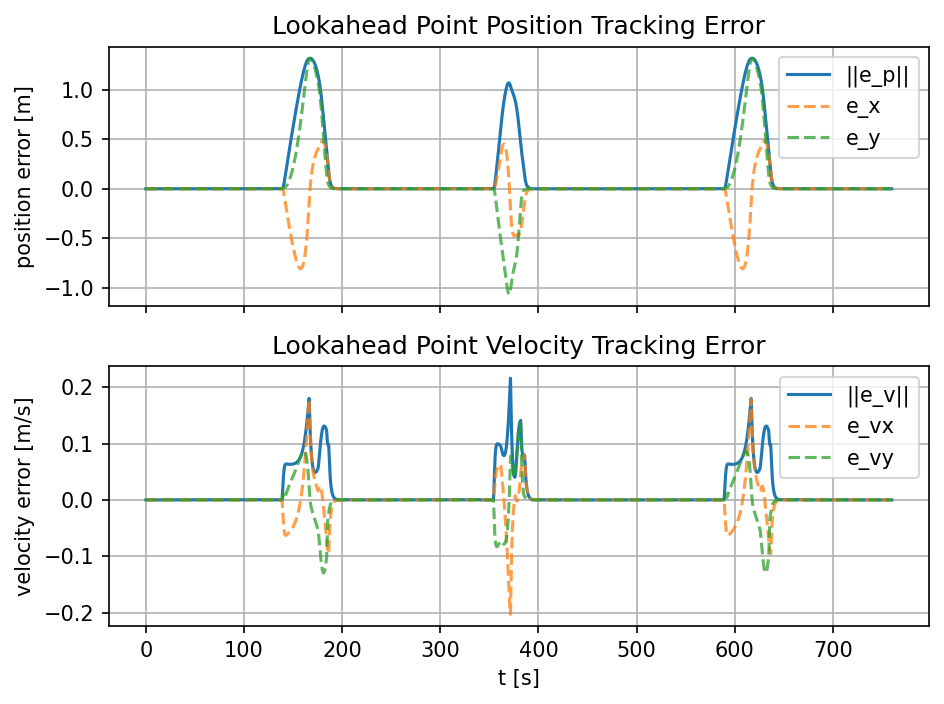 Lookahead Point Position Tracking Error
position error [m]
1.0
0.5
0.0
−0.5
−1.0
||e_p||
e_x
e_y
Lookahead Point Velocity Tracking Error
velocity error [m/s]
0.2
0.1
0.0
−0.1
−0.2
||e_v||
e_vx
e_vy
0 100 200 300 400 500 600 700
t [s]